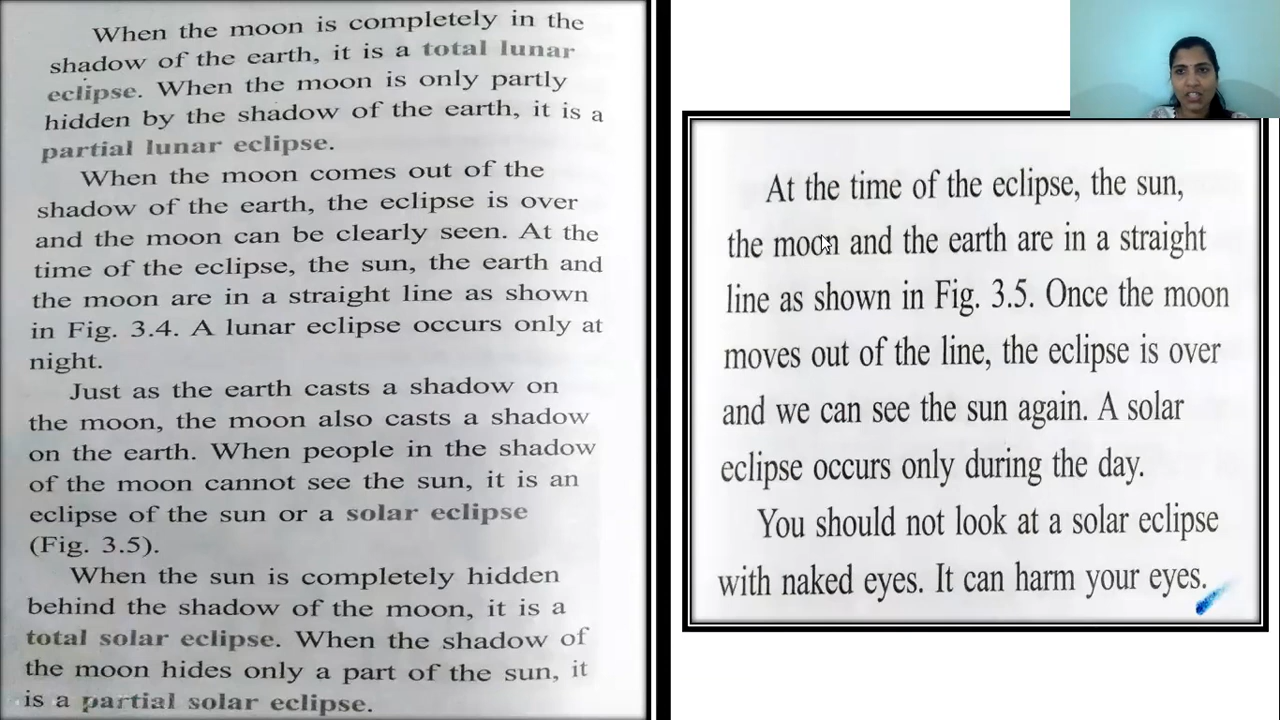 When the moon is completely in the
shadow of the earth, it is a total lunar
eclipse. When the moon is only partly
hidden by the shadow of the earth, it is a
partial lunar eclipse.
When the moon comes out of the
shadow of the earth, the eclipse is over
and the moon can be clearly seen. At the
time of the eclipse, the sun, the earth and
the moon are in a straight line as shown
in Fig. 3.4. A lunar eclipse occurs only at
night.
Just as the earth casts a shadow on
the moon, the moon also casts a shadow
on the earth. When people in the shadow
of the moon cannot see the sun, it is an
eclipse of the sun or a solar eclipse
(Fig. 3.5).
When the sun is completely hidden
behind the shadow of the moon, it is a
total solar eclipse. When the shadow of
the moon hides only a part of the sun, it
is a partial solar eclipse.
At the time of the eclipse, the sun,
the moon and the earth are in a straight
line as shown in Fig. 3.5. Once the moon
moves out of the line, the eclipse is over
and we can see the sun again. A solar
eclipse occurs only during the day.
You should not look at a solar eclipse
with naked eyes. It can harm your eyes.